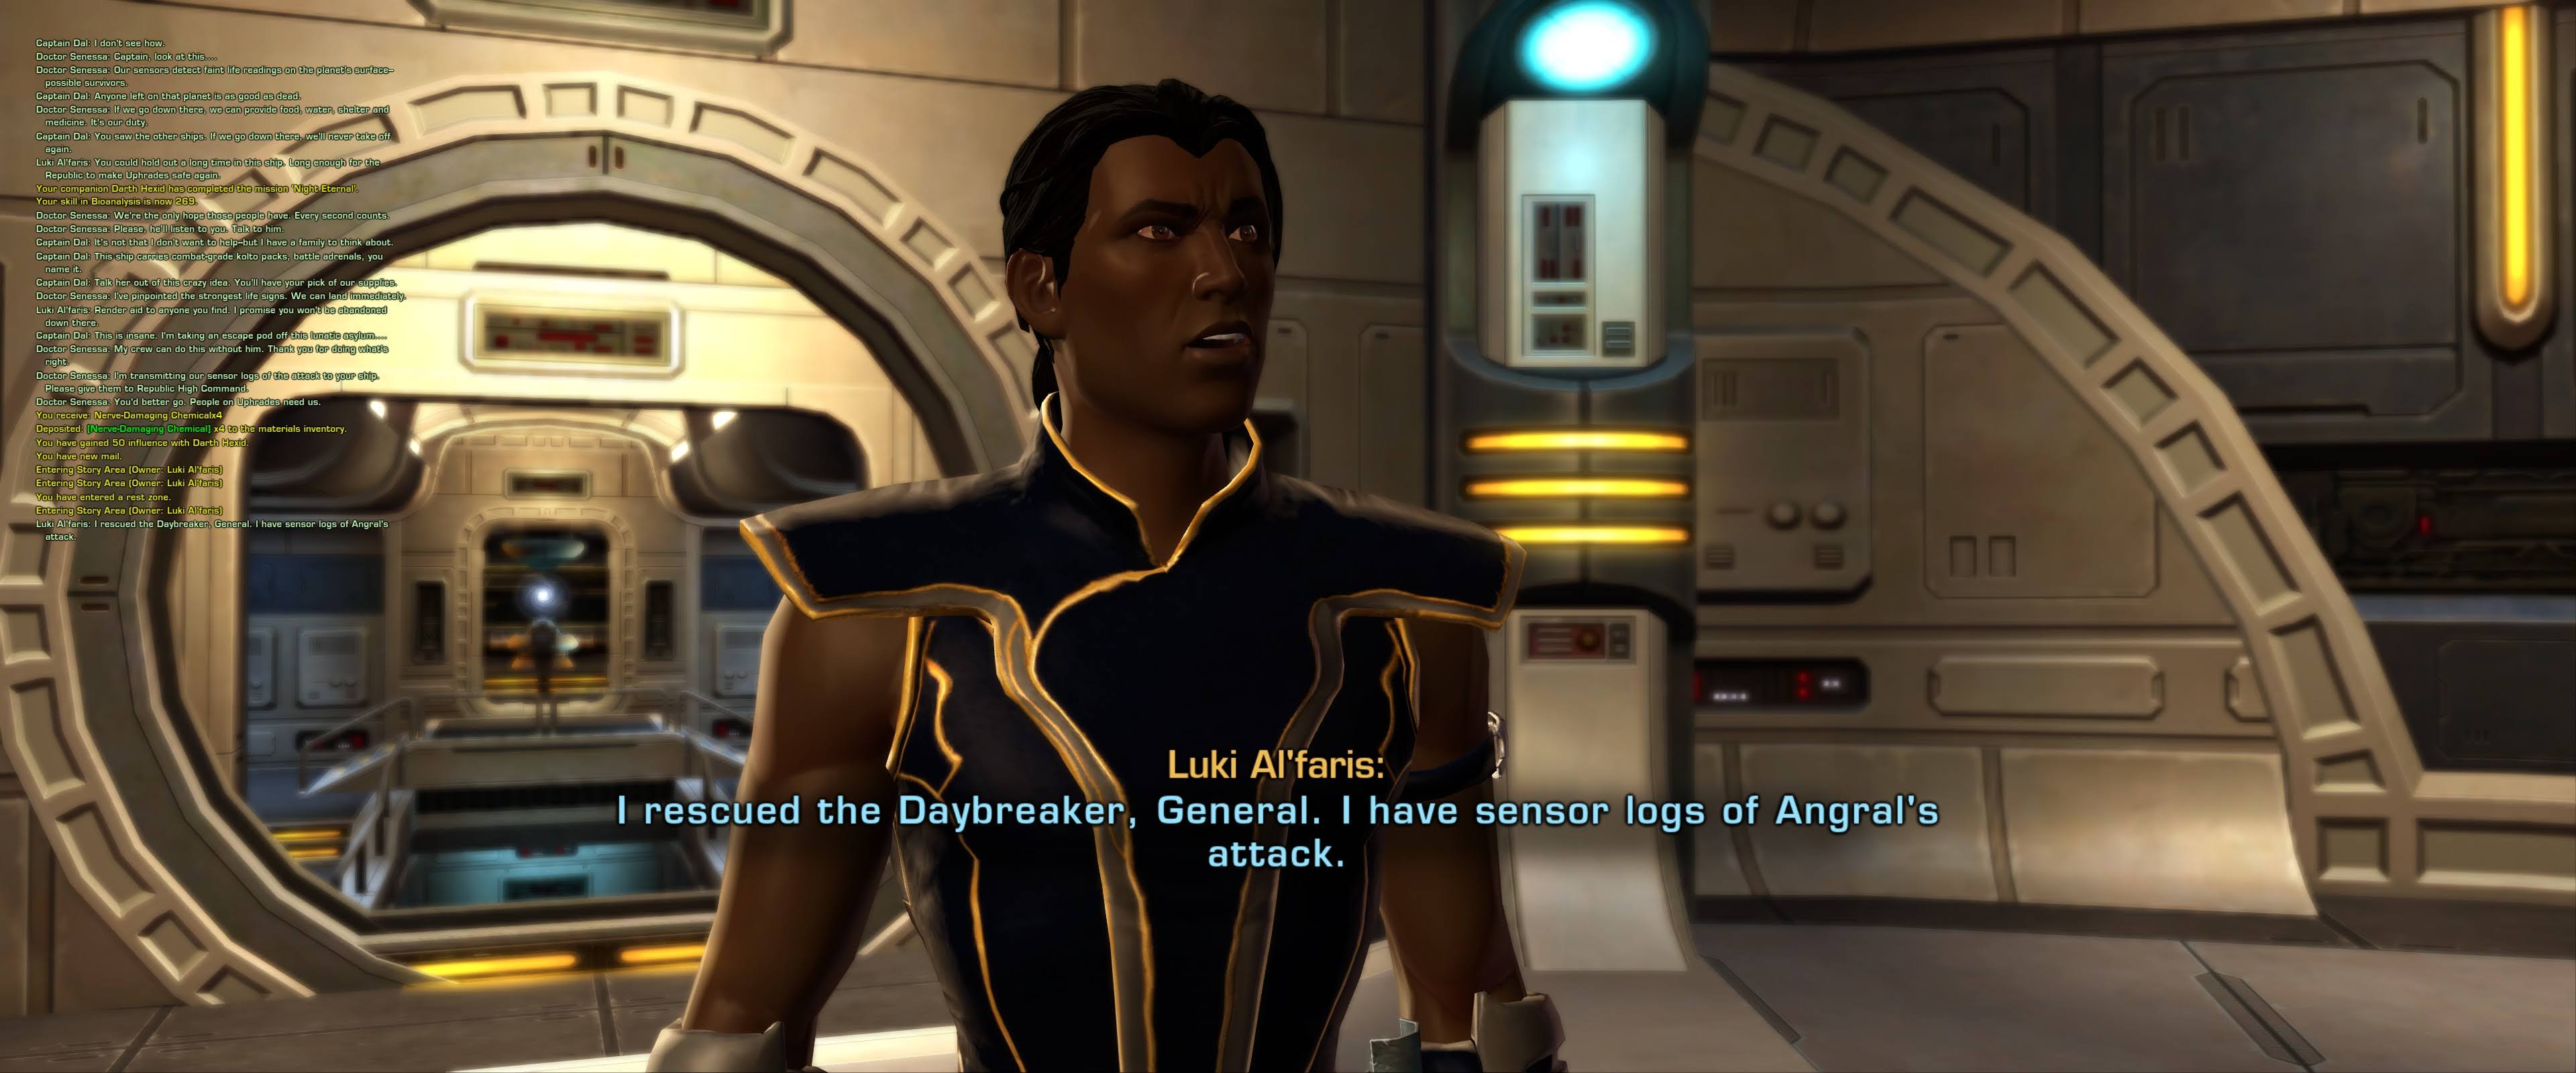 Captain Dal: I don't see how.
Doctor Senessa: Captain, look at this....
Doctor Senessa: Our sensors detect faint life readings on the planet's surface--
possible survivors.
Captain Dal: Anyone left on that planet is as good as dead.
Doctor Senessa: If we go down there, we can provide food, water, shelter and
medicine. It's our duty.
Captain Dal: You saw the other ships. If we go down there, we'll never take off
again.
Luki Al'faris: You could hold out a long time in this ship. Long enough for the
Republic to make Uphrades safe again.
Your companion Darth Hexid has completed the mission 'Night Eternal'.
Your skill in Bioanalysis is now 269.
Doctor Senessa: We're the only hope those people have. Every second counts.
Doctor Senessa: Please, he'll listen to you. Talk to him.
Captain Dal: It's not that I don't want to help--but I have a family to think about.
Captain Dal: This ship carries combat-grade kolto packs, battle adrenals, you
name it.
Captain Dal: Talk her out of this crazy idea. You'll have your pick of our supplies.
Doctor Senessa: I've pinpointed the strongest life signs. We can land immediately.
Luki Al'faris: Render aid to anyone you find. I promise you won't be abandoned
down there.
Captain Dal: This is insane. I'm taking an escape pod off this lunatic asylum....
Doctor Senessa: My crew can do this without him. Thank you for doing what's
right.
Doctor Senessa: I'm transmitting our sensor logs of the attack to your ship.
Please give them to Republic High Command.
Doctor Senessa: You'd better go. People on Uphrades need us.
You receive: Nerve-Damaging Chemicalx4
Deposited: [Nerve-Damaging Chemical] x4 to the materials inventory.
You have gained 50 influence with Darth Hexid.
You have new mail.
Entering Story Area (Owner: Luki Al'faris)
Entering Story Area (Owner: Luki Al'faris)
You have entered a rest zone.
Entering Story Area (Owner: Luki Al'faris)
Luki Al'faris: I rescued the Daybreaker, General. I have sensor logs of Angral's
attack.
Luki Al'faris:
I rescued the Daybreaker, General. I have sensor logs of Angral's
attack.